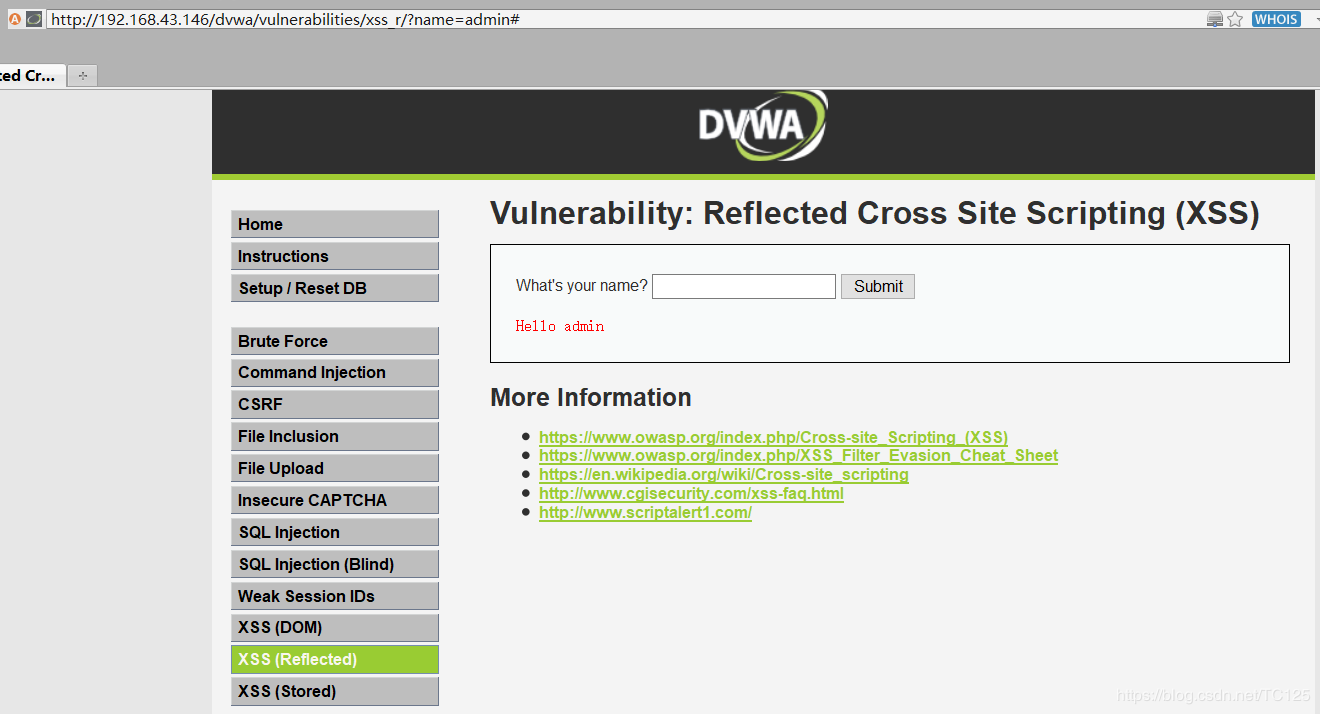 http://192.168.43.146/dvwa/vulnerabilities/xss_r/?name=admin#
WHOIS
ted Cr...
DVWA
Home
Instructions
Setup / Reset DB
Brute Force
Command Injection
CSRF
File Inclusion
File Upload
Insecure CAPTCHA
SQL Injection
SQL Injection (Blind)
Weak Session IDs
XSS (DOM)
XSS (Reflected)
XSS (Stored)
Vulnerability: Reflected Cross Site Scripting (XSS)
What's your name? Submit
Hello admin
More Information
https://www.owasp.org/index.php/Cross-site_Scripting_(XSS)
https://www.owasp.org/index.php/XSS_Filter_Evasion_Cheat_Sheet
https://en.wikipedia.org/wiki/Cross-site_scripting
http://www.cgisecurity.com/xss-faq.html
http://www.scriptalert1.com/
https://blog.csdn.net/TC125